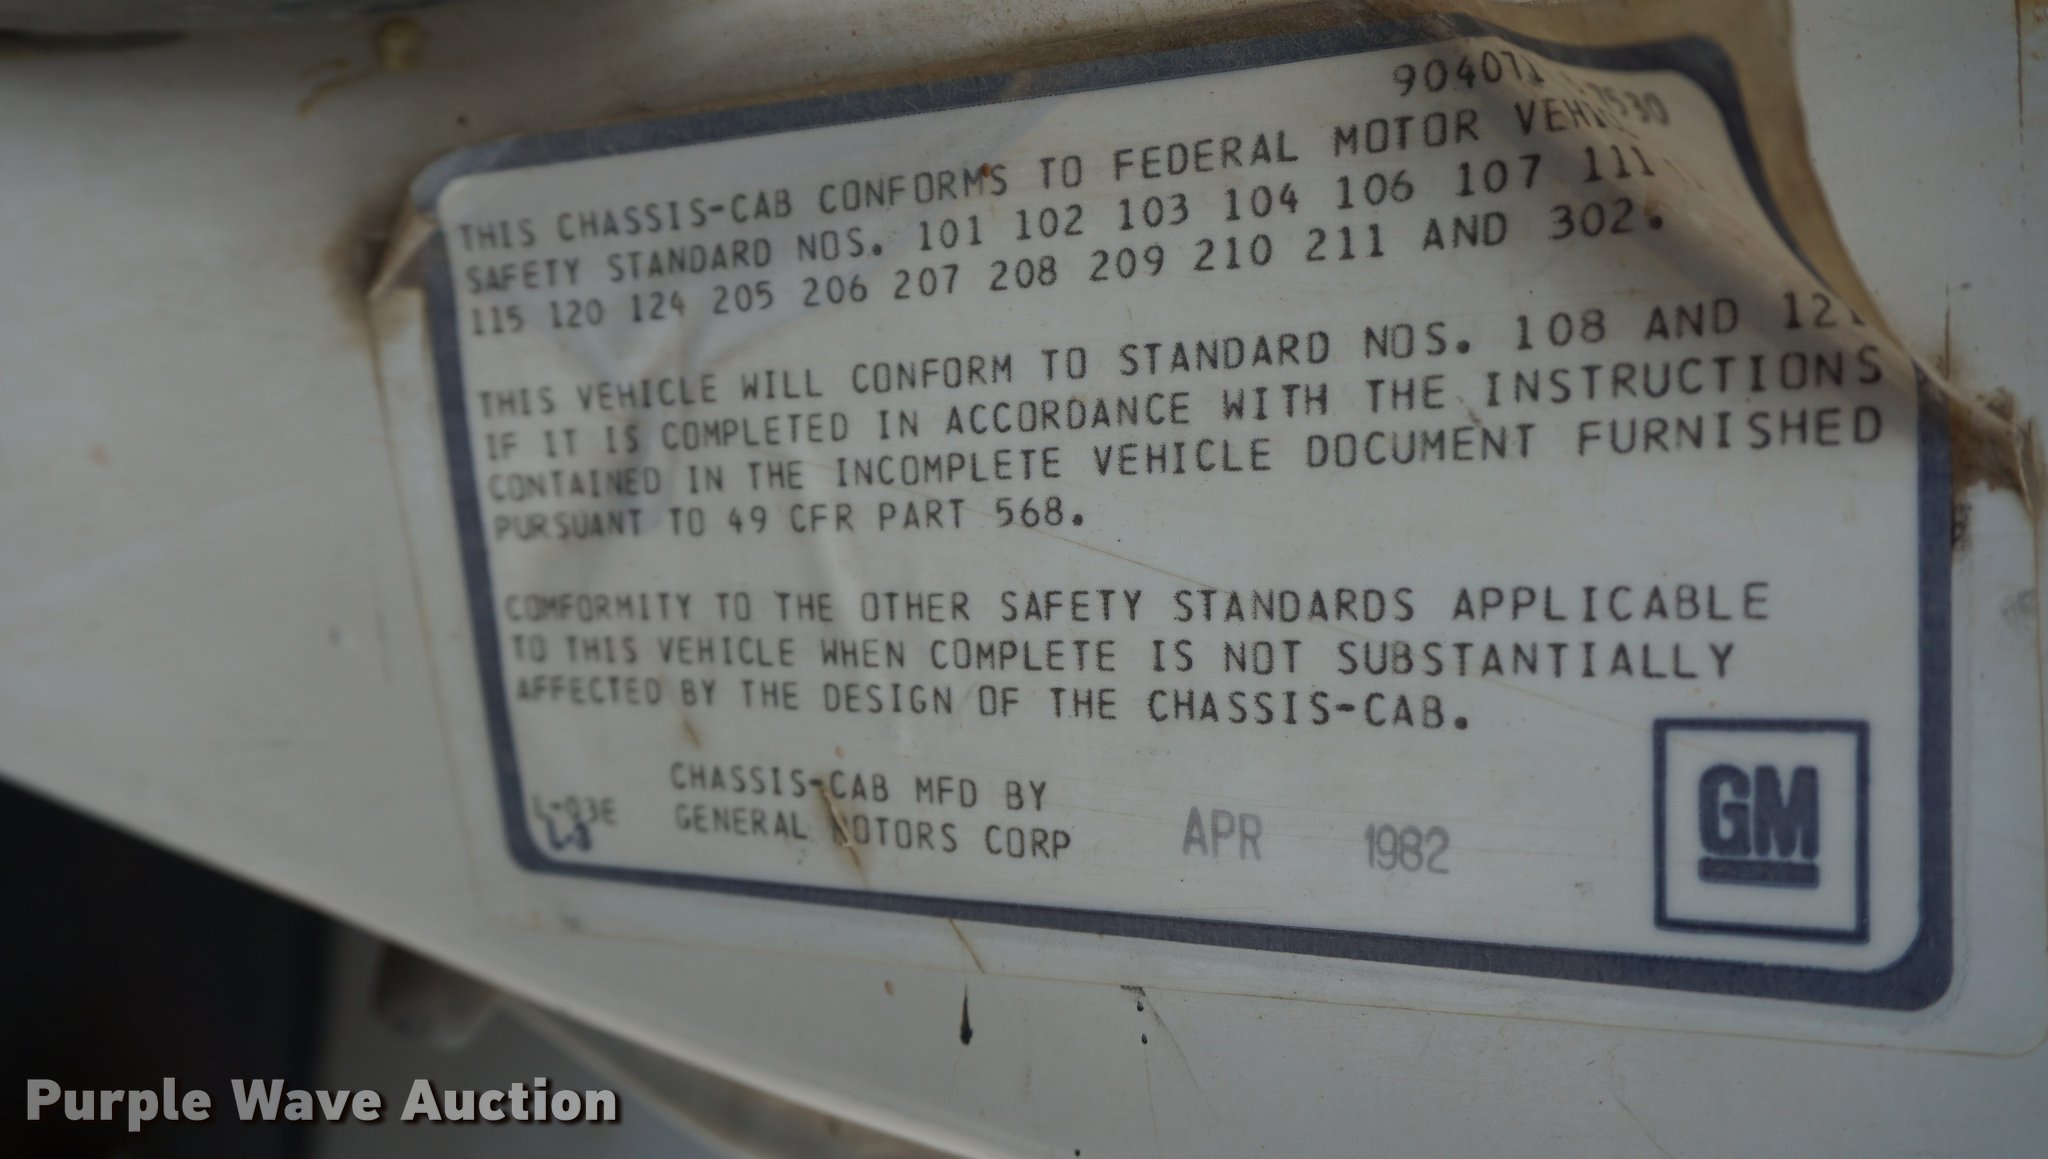 THIS CHASSIS-CAB CONFORMS TO FEDERAL MOTOR
SAFETY STANDARD NOS. 101 102 103 104 106 107 111
115 120 124 205 206 207 208 209 210 211 AND 302.
THIS VEHICLE WILL CONFORM TO STANDARD NOS. 108 AND
IF IT IS COMPLETED IN ACCORDANCE WITH THE INSTRUCTIONS
CONTAINED IN THE INCOMPLETE VEHICLE DOCUMENT FURNISHED
PURSUANT TO 49 CFR PART 568.
COMFORMITY TO THE OTHER SAFETY STANDARDS APPLICABLE
TO THIS VEHICLE WHEN COMPLETE IS NOT SUBSTANTIALLY
AFFECTED BY THE DESIGN OF THE CHASSIS-CAB.
CHASSIS-CAB MFD BY
GENERAL MOTORS CORP APR 1982
GM
Purple Wave Auction